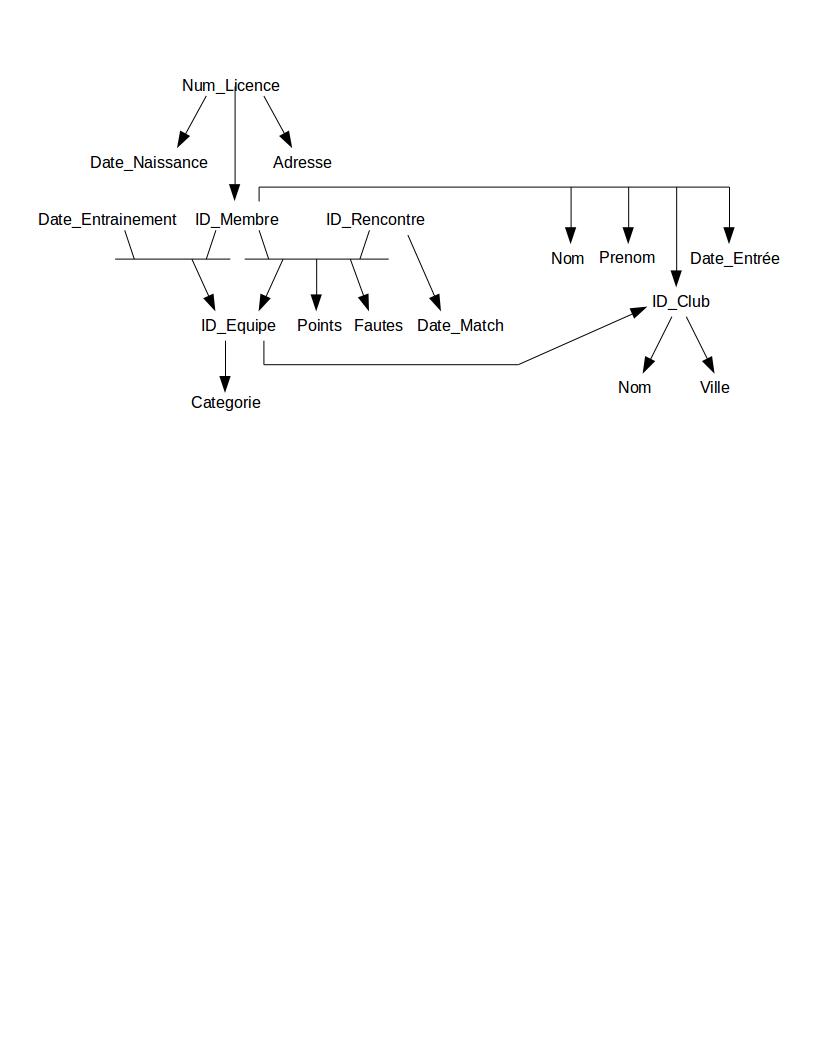 Num_Licence
Date_Naissance Adresse
Date_Entrainement ID_Membre ID_Rencontre
Nom Prenom Date_Entrée
ID_Club
ID_Equipe Points Fautes Date_Match
Nom Ville
Categorie